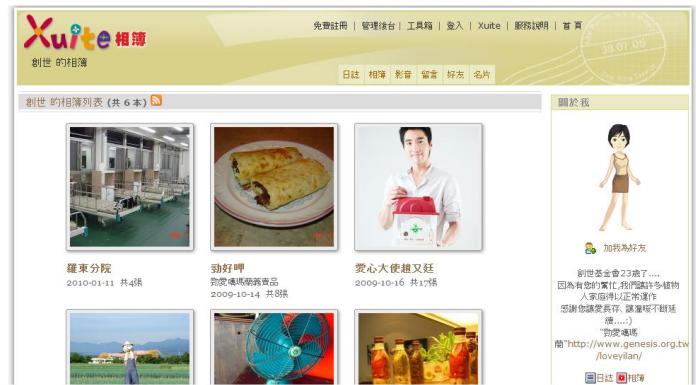 Xuite 相簿
免費註冊 | 管理後台 | 工具箱 | 登入 | Xuite | 服務說明 | 首頁
創世 的相簿
日誌 相簿 影音 留言 好友 名片
創世 的相簿列表 (共 6 本)
關於我
羅東分院
2010-01-11 共4張
勁好呷
勁愛嘎瑪蘭義賣品
2009-10-14 共8張
愛心大使趙又廷
2009-10-16 共17張
加我為好友
創世基金會23歲了....
因為有您的幫忙,我們讓許多植物
人家庭得以正常運作
感謝您讓愛長存、讓溫暖不斷延
續....:)
"勁愛嘎瑪
蘭"http://www.genesis.org.tw
/loveyilan/
日誌 相簿